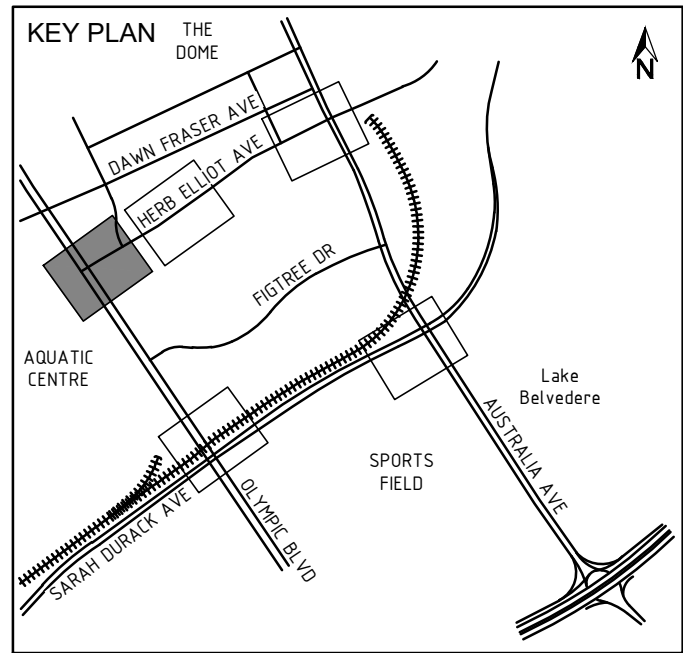 KEY PLAN
THE
DOME
N
DAWN FRASER AVE
HERB ELLIOT AVE
FIGTREE DR
AQUATIC
CENTRE
Lake
Belvedere
AUSTRALIA AVE
SPORTS
FIELD
OLYMPIC BLVD
SARAH DURACK AVE